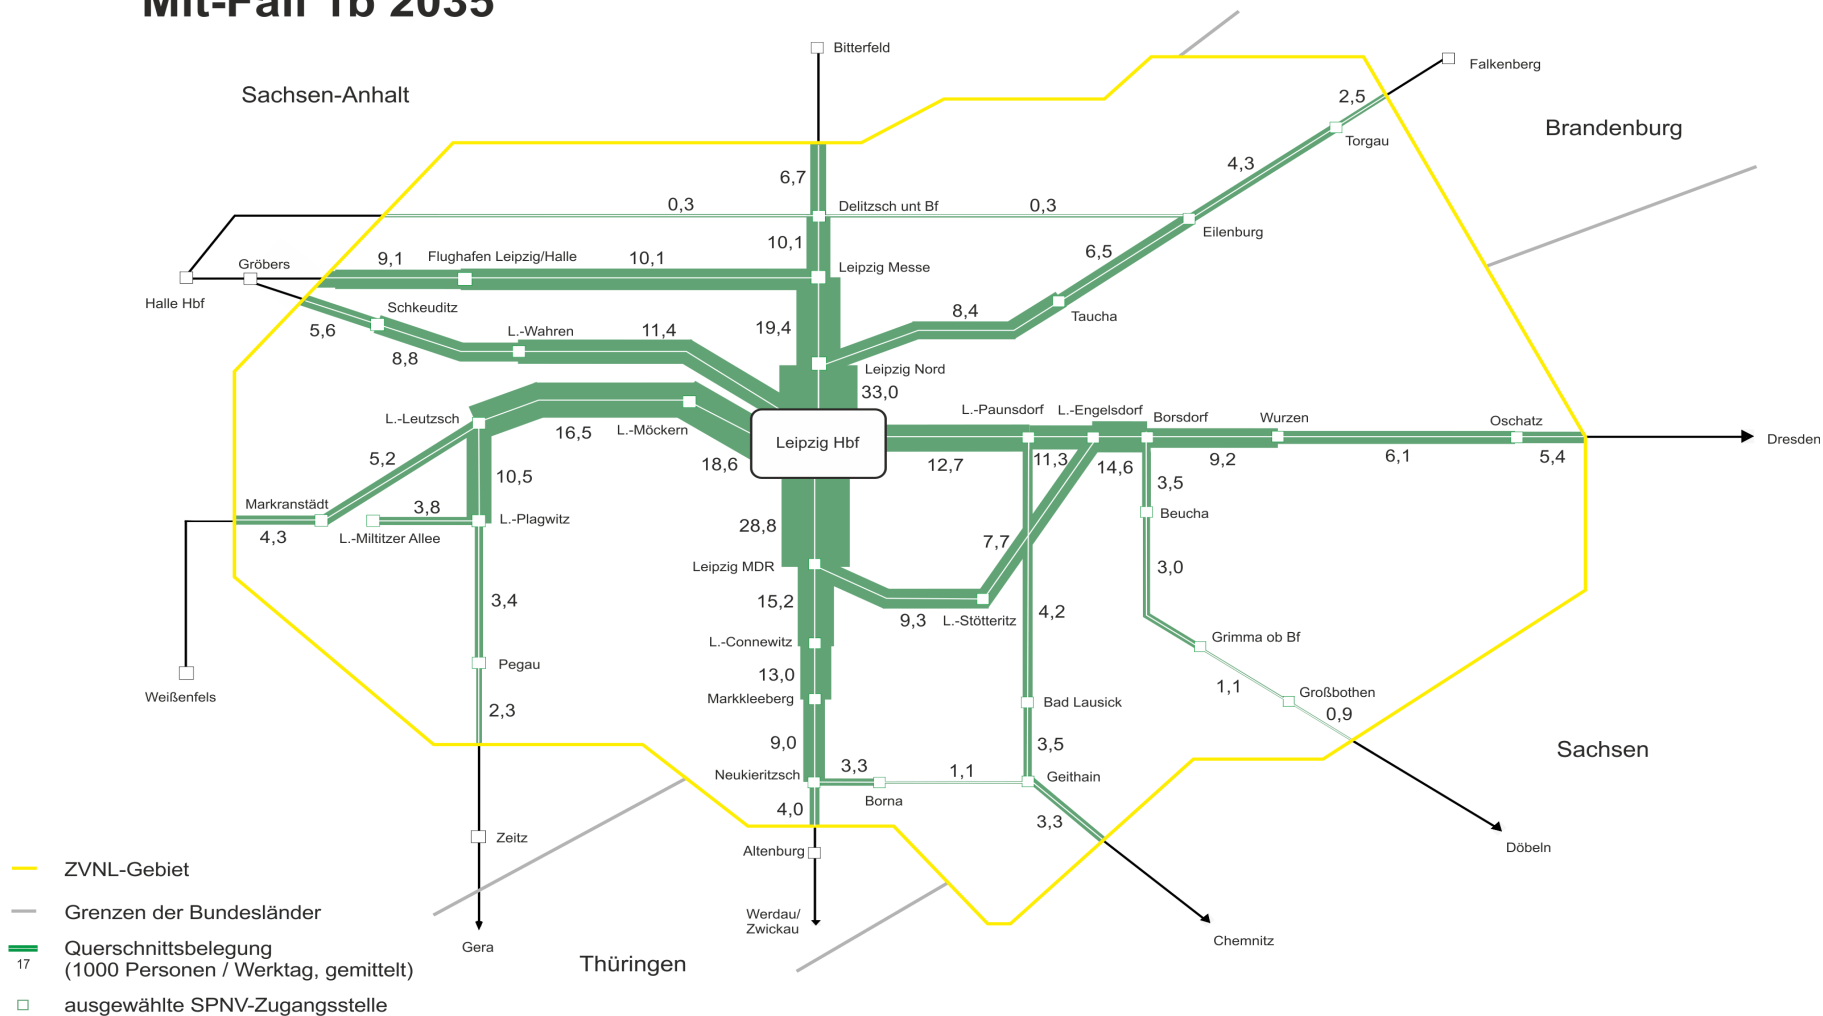 Mit-Fall 1b 2035
Bitterfeld
Falkenberg
Sachsen-Anhalt
2,5
Brandenburg
Torgau
4,3
6,7
0,3
Delitzsch unt Bf
0,3
Eilenburg
10,1
6,5
9,1
Flughafen Leipzig/Halle
10,1
Gröbers
Leipzig Messe
Halle Hbf
Schkeuditz
8,4
Taucha
5,6
L.-Wahren
11,4
19,4
8,8
Leipzig Nord
33,0
L.-Leutzsch
L.-Paunsdorf
L.-Engelsdorf
Borsdorf
Wurzen
Oschatz
16,5
L.-Möckern
Leipzig Hbf
Dresden
5,2
18,6
12,7
11,3
14,6
9,2
6,1
5,4
10,5
3,5
Markranstädt
3,8
L.-Plagwitz
Beucha
4,3
L.-Miltitzer Allee
28,8
7,7
Leipzig MDR
3,0
3,4
15,2
9,3
L.-Stötteritz
4,2
L.-Connewitz
Grimma ob Bf
Pegau
13,0
1,1
Weißenfels
Markkleeberg
Bad Lausick
Großbothen
2,3
0,9
9,0
3,5
Sachsen
Neukieritzsch
3,3
1,1
Geithain
Borna
4,0
3,3
Zeitz
Altenburg
Döbeln
Werdau/
Zwickau
Gera
Chemnitz
Thüringen
ZVNL-Gebiet
Grenzen der Bundesländer
Querschnittsbelegung
17
(1000 Personen / Werktag, gemittelt)
ausgewählte SPNV-Zugangsstelle